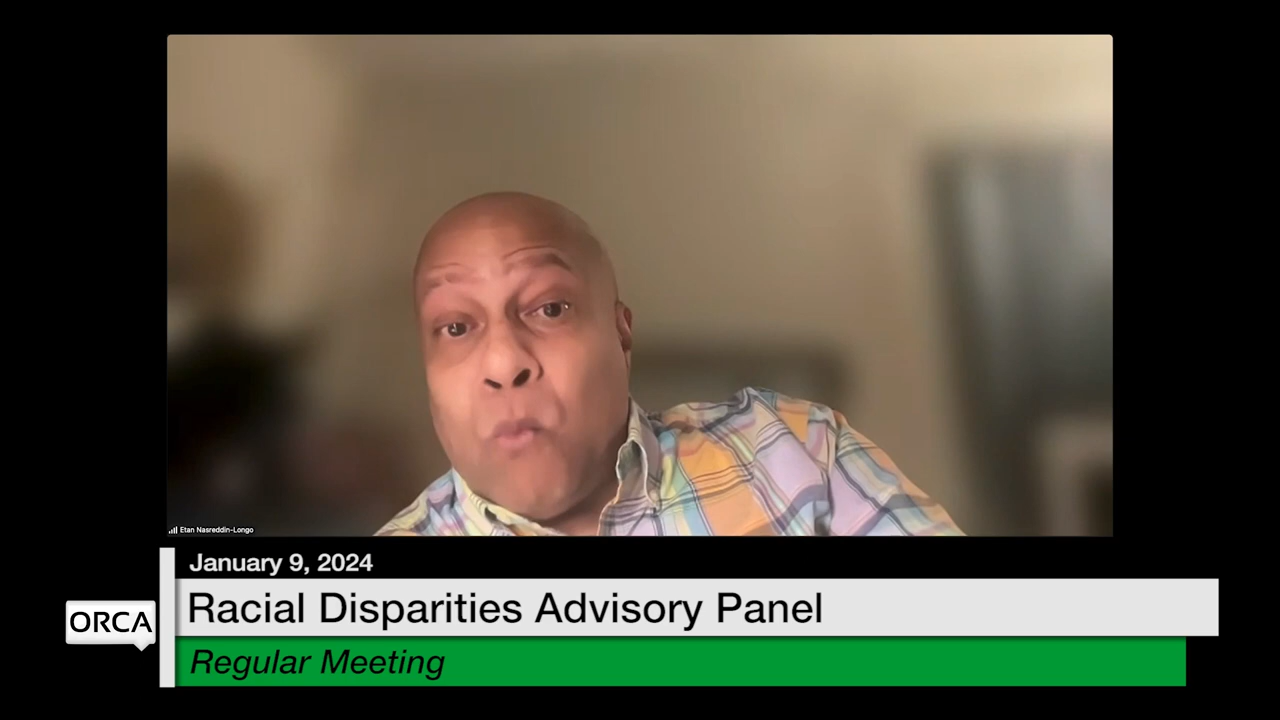 Etan Nasreddin-Longo
January 9, 2024
Racial Disparities Advisory Panel
ORCA
Regular Meeting